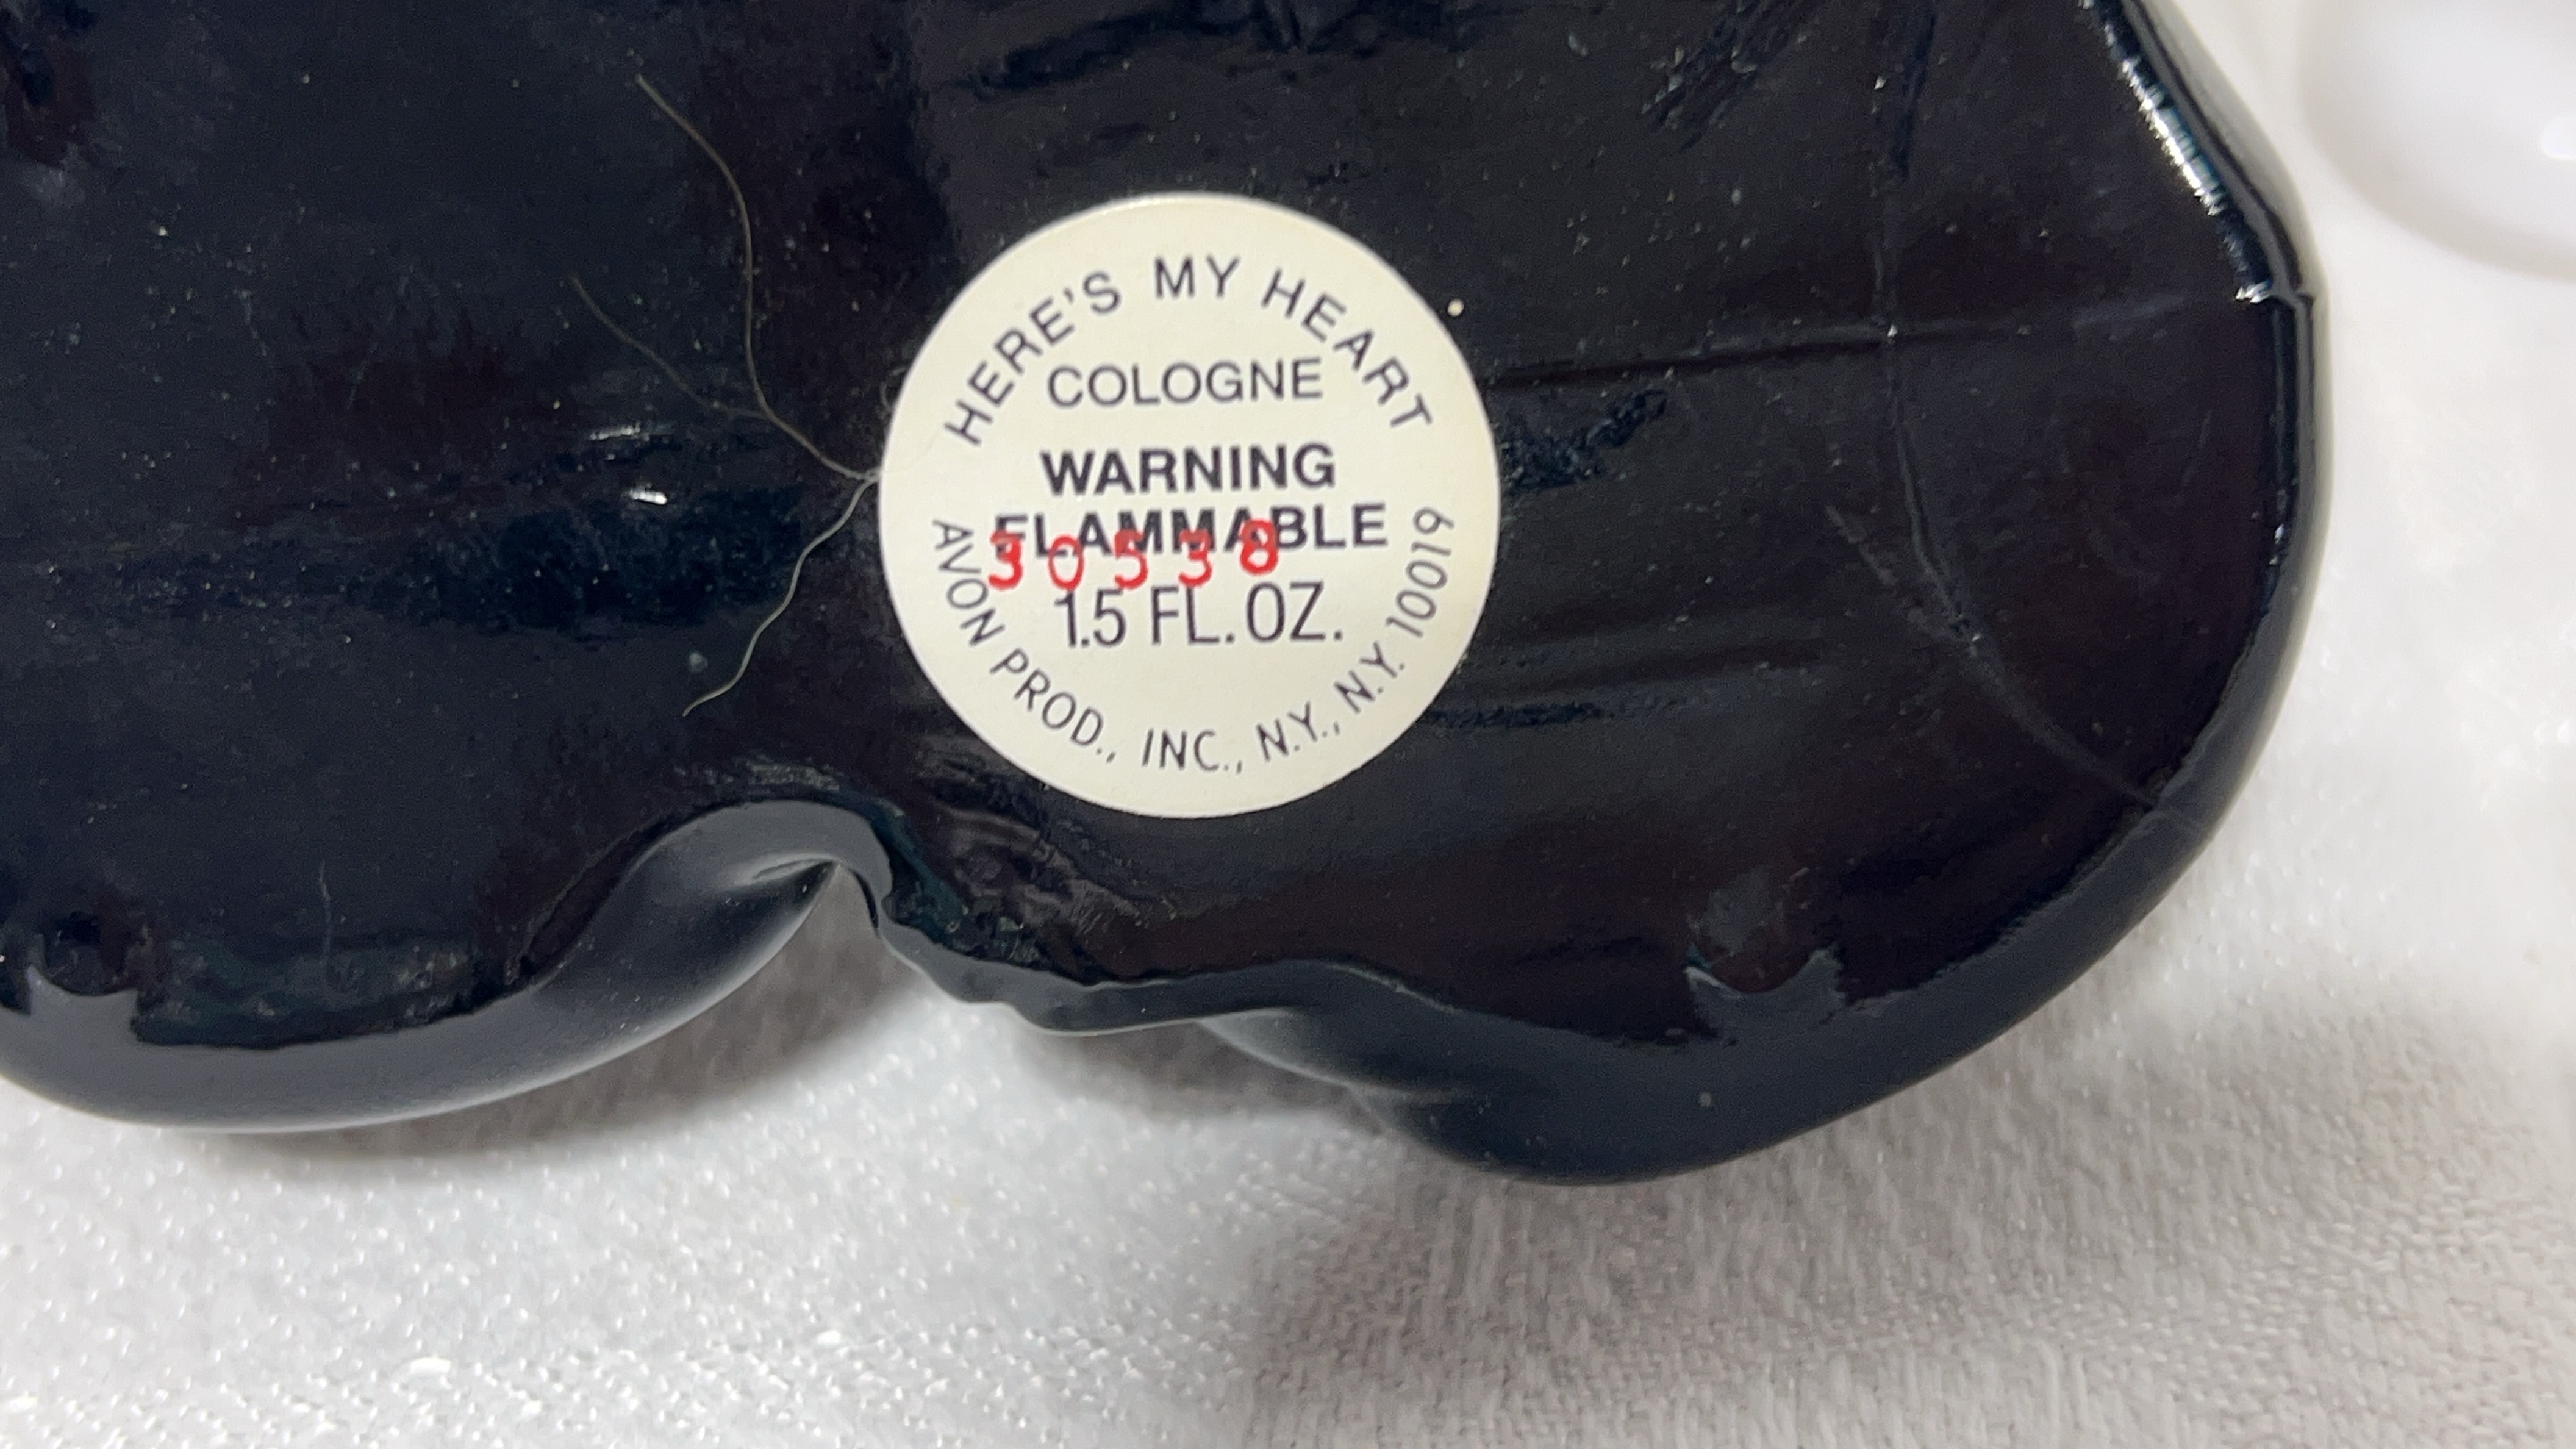 HERE'S MY HEART
COLOGNE
WARNING
FLAMMABLE
30538
1.5 FL. OZ.
AVON PROD., INC., N.Y., N.Y. 10019